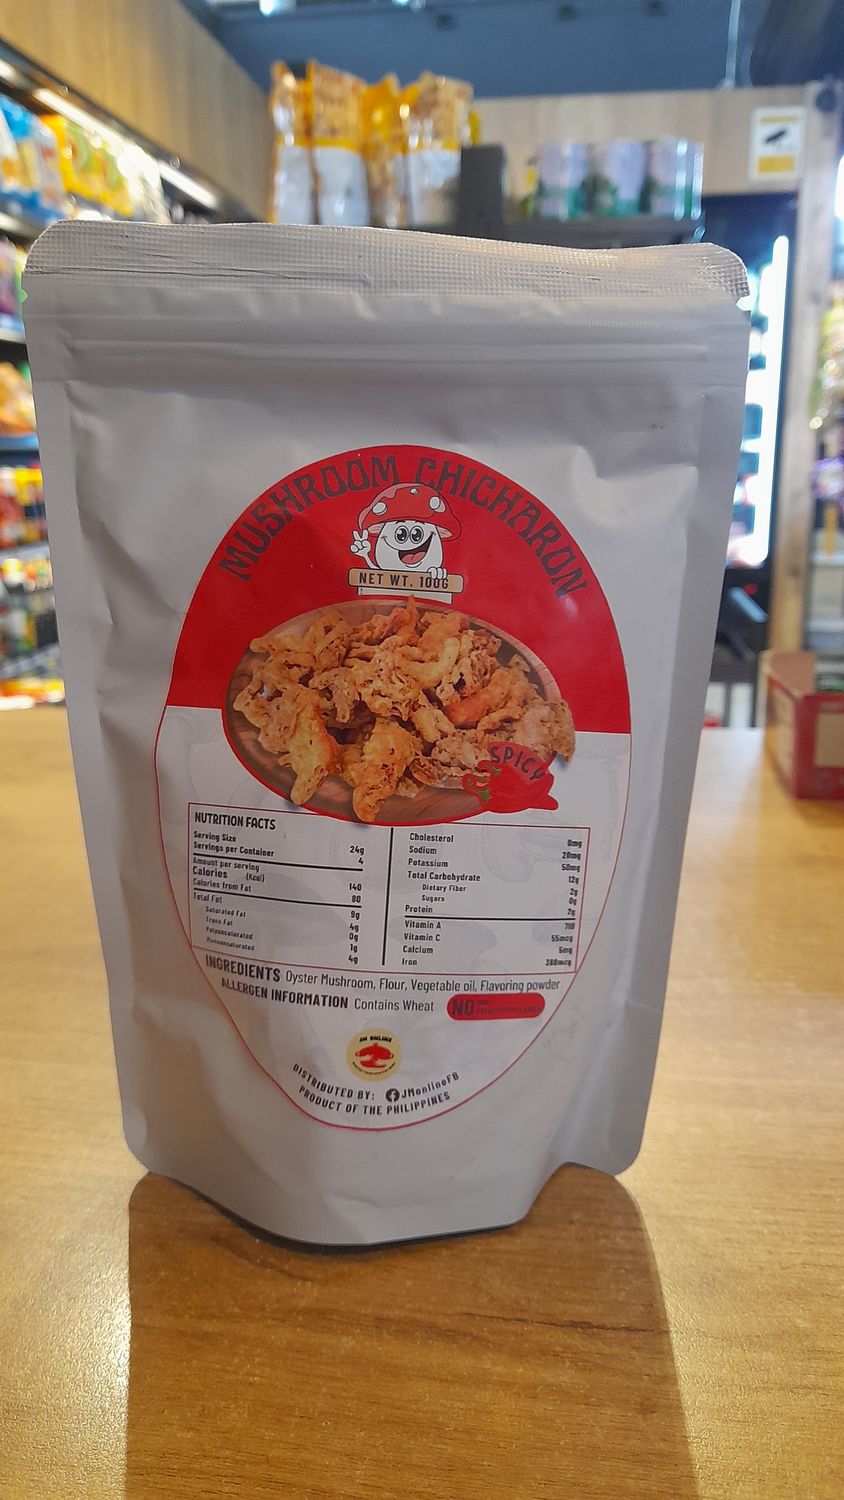 MUSHROOM CHICHARON
NET WT. 100G
SPICY
NUTRITION FACTS
Serving Size 24g
Servings per Container 4
Amount per serving
Calories (Kcal) 140
Calories from Fat 80
Total Fat 9g
Saturated Fat 4g
Trans Fat 0g
Polyunsaturated 1g
Monounsaturated 4g
Cholesterol 0mg
Sodium 20mg
Potassium 50mg
Total Carbohydrate 12g
Dietary Fiber 2g
Sugars 0g
Protein 2g
Vitamin A
Vitamin C 55mcg
Calcium 5mg
Iron 380mcg
INGREDIENTS Oyster Mushroom, Flour, Vegetable oil, Flavoring powder
ALLERGEN INFORMATION Contains Wheat
NO
DISTRIBUTED BY: JMonlineFB
PRODUCT OF THE PHILIPPINES